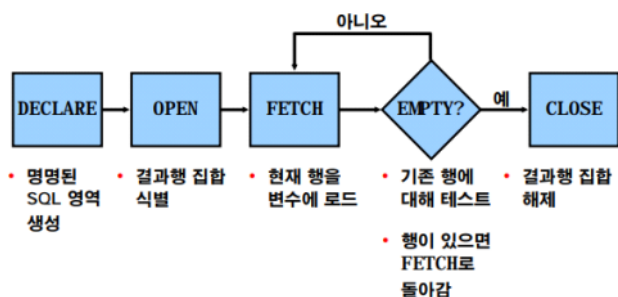 아니오
DECLARE
OPEN
FETCH
EMPTY?
예
CLOSE
• 명명된
SQL 영역
생성
• 결과행 집합
식별
• 현재 행을
변수에 로드
• 기존 행에
대해 테스트
• 행이 있으면
FETCH로
돌아감
• 결과행 집합
해제